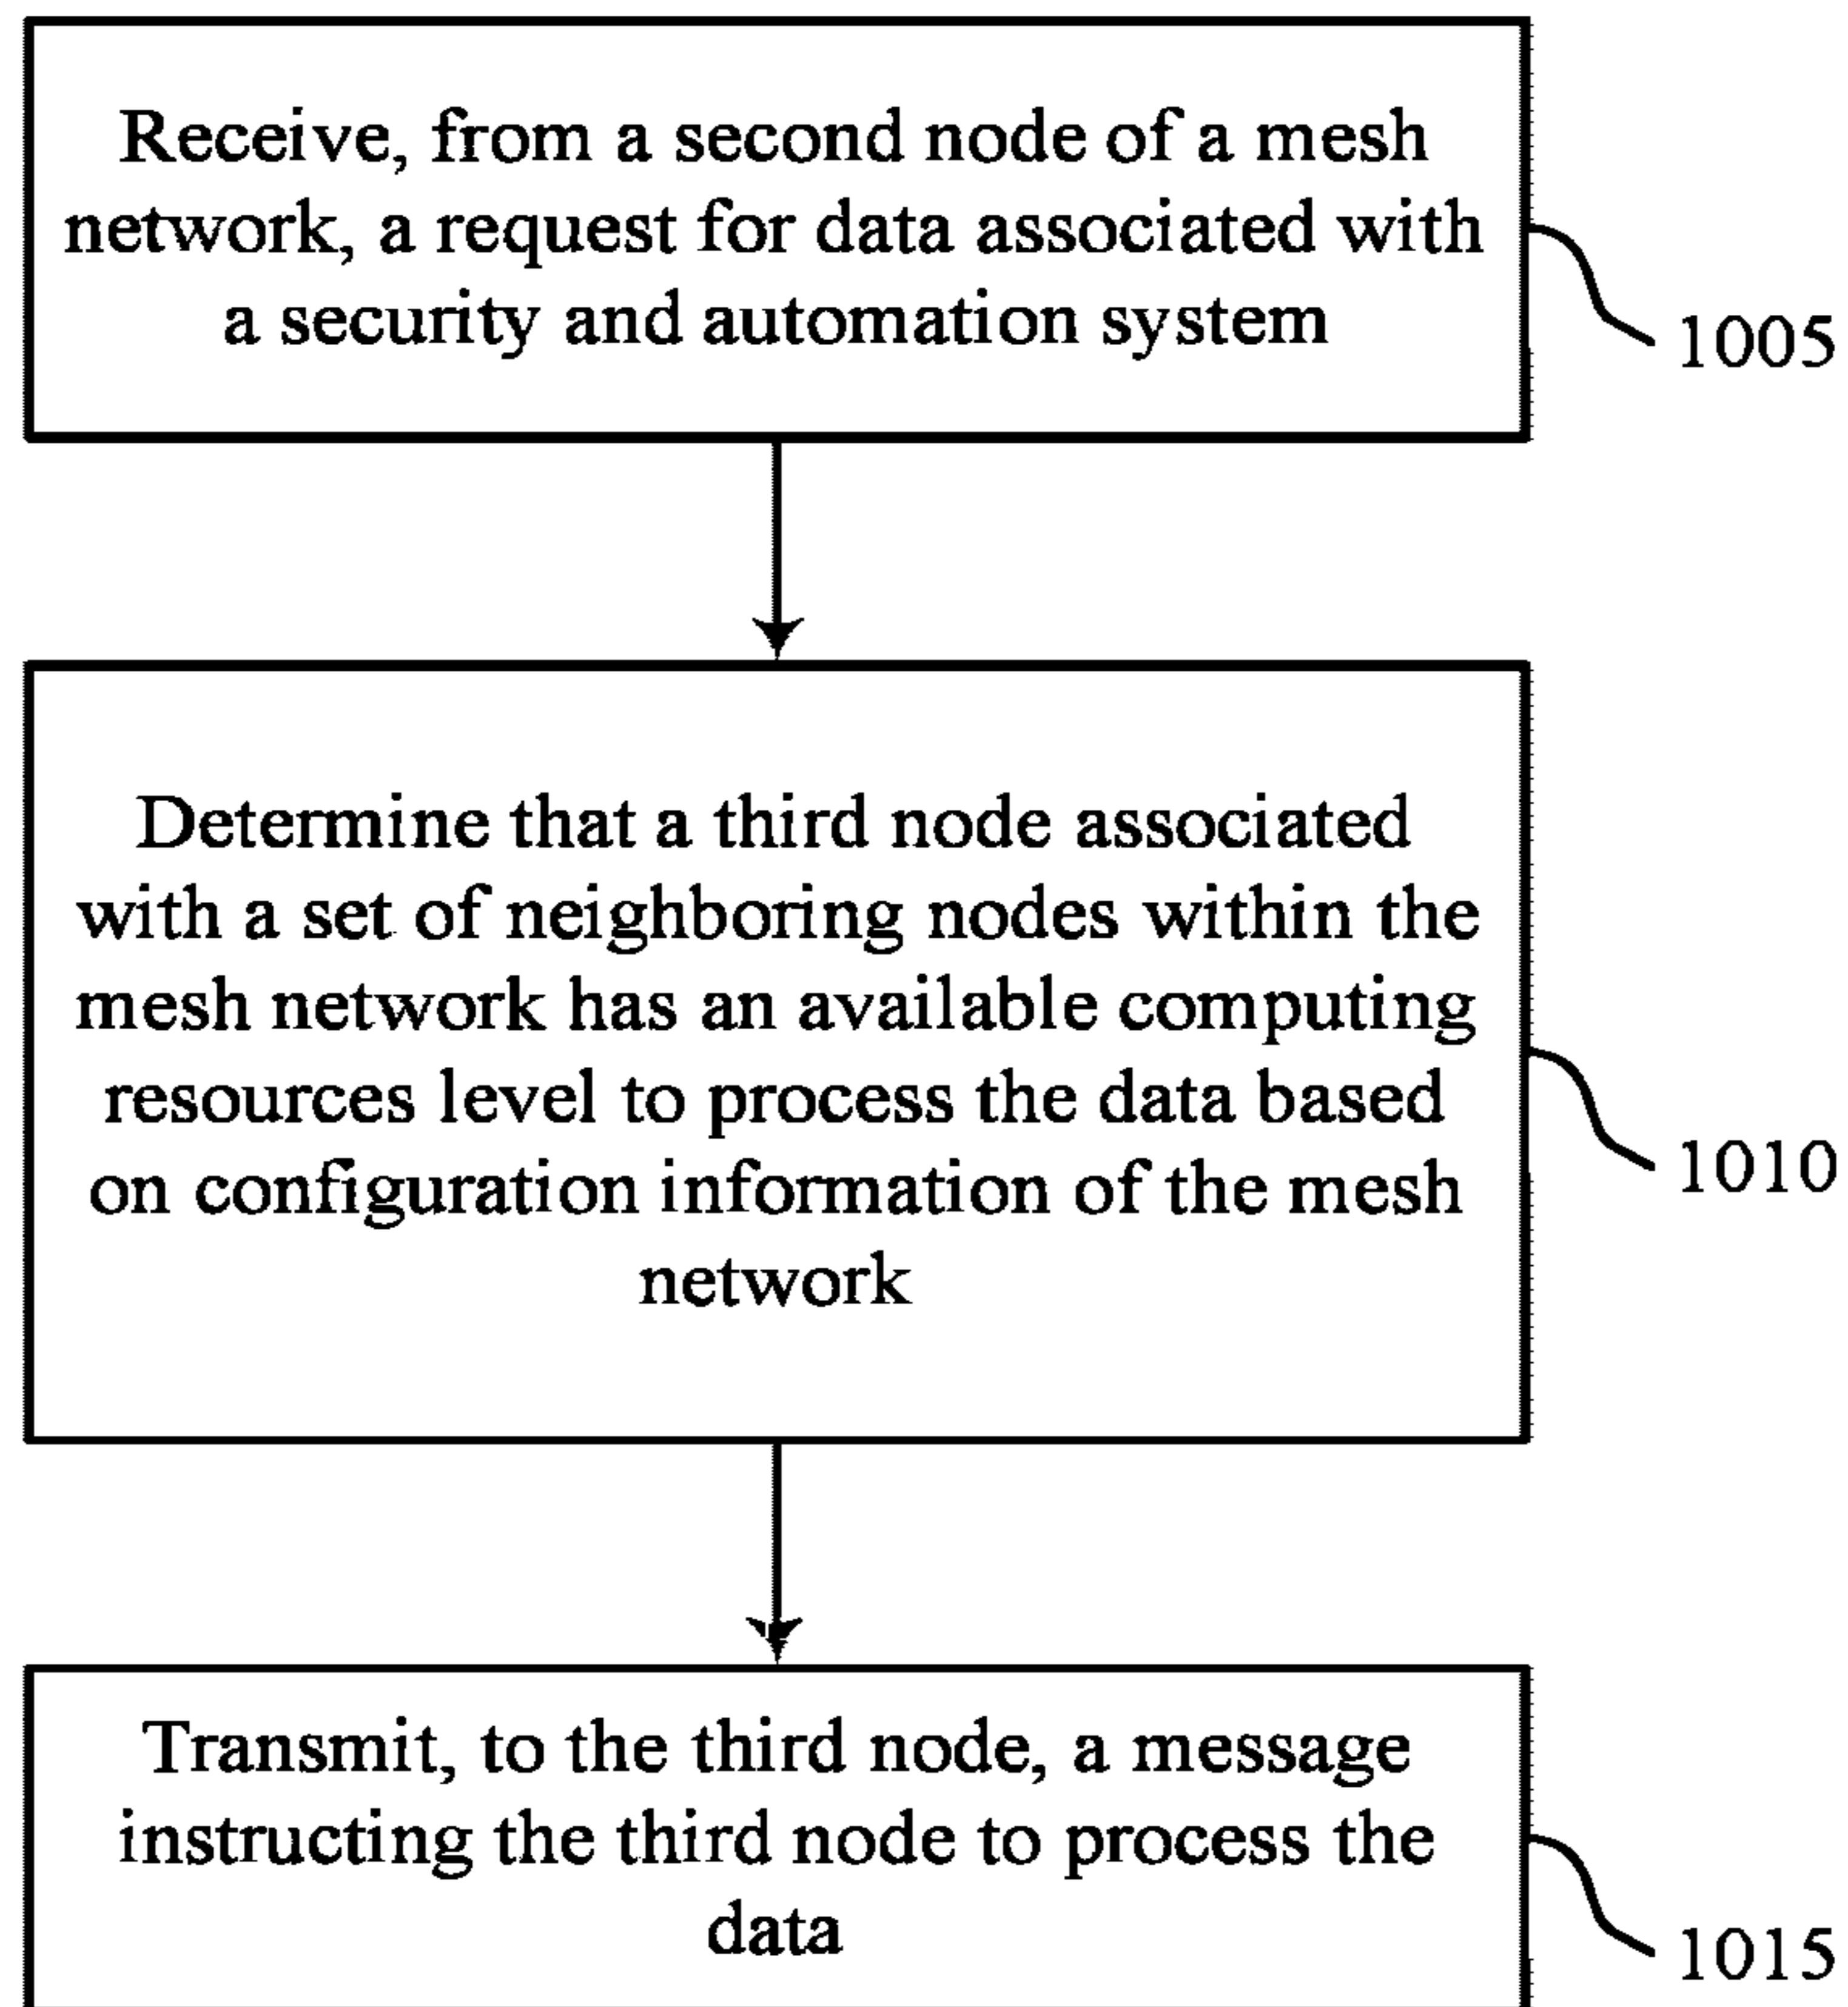 Receive, from a second node of a mesh
network, a request for data associated with
a security and automation system
1005
Determine that a third node associated
with a set of neighboring nodes within the
mesh network has an available computing
resources level to process the data based
on configuration information of the mesh
network
1010
Transmit, to the third node, a message
instructing the third node to process the
data
1015